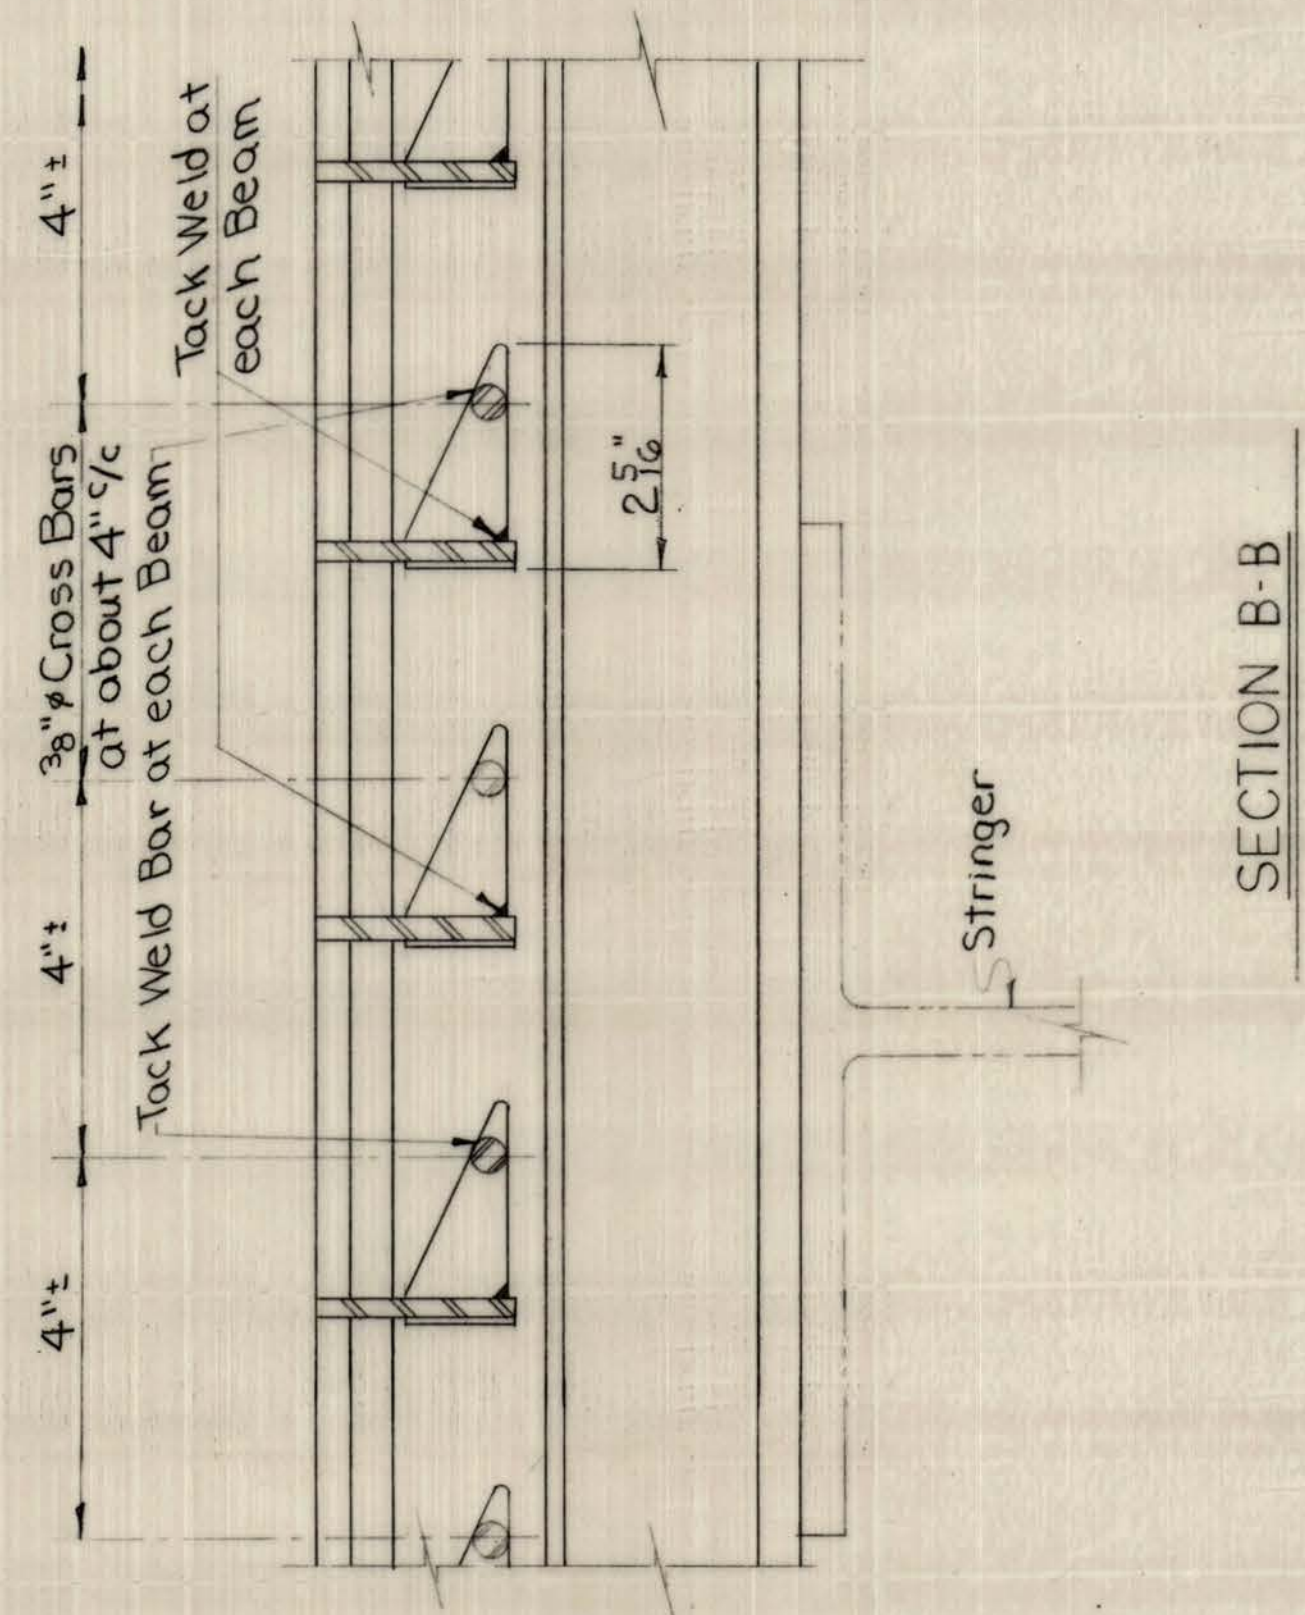 4"±
4"±
3/8"ø Cross Bars
at about 4" c/c
4"±
Tack Weld Bar at each Beam
Tack Weld at
each Beam
2 5/16"
Stringer
SECTION B-B